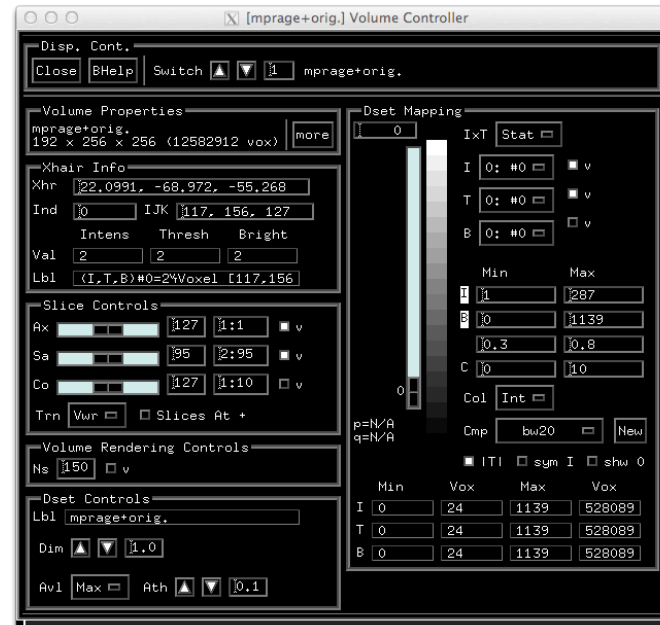 [mprage+orig.] Volume Controller
Disp. Cont.
Close BHelp Switch 1 mprage+orig.
Volume Properties
mprage+orig.
192 x 256 x 256 (12582912 vox) more
Xhair Info
Xhr 22.0991, -68.972, -55.268
Ind 0 IJK 117, 156, 127
Intens Thresh Bright
Val 2 2 2
Lbl (I,T,B)#0=2%Voxel [117,156
Slice Controls
Ax 127 1:1 v
Sa 95 2:95 v
Co 127 1:10 v
Trn Vwr Slices At +
Volume Rendering Controls
Ns 150 v
Dset Controls
Lbl mprage+orig.
Dim 1.0
Avl Max Ath 0.1
Dset Mapping
0 IxT Stat
I 0: #0 v
T 0: #0 v
B 0: #0 v
Min Max
I 1 287
B 0 1139
0.3 0.8
C 0 10
0 Col Int
p=N/A
q=N/A
Cmp bw20 New
|T| sym I shw 0
Min Vox Max Vox
I 0 24 1139 528089
T 0 24 1139 528089
B 0 24 1139 528089